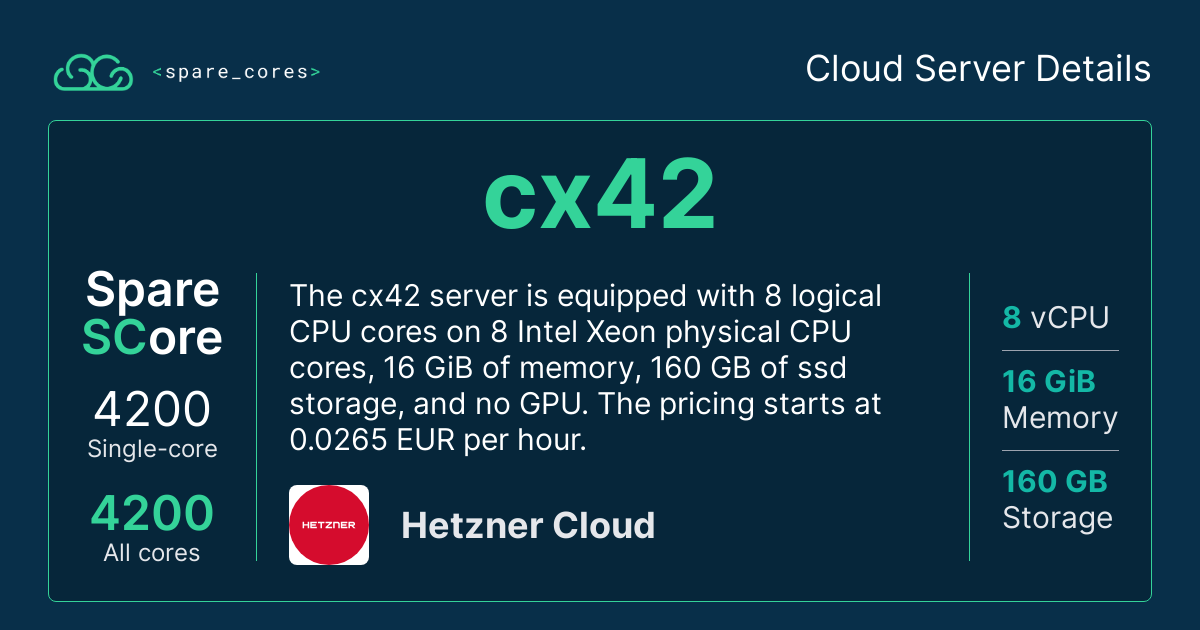 <spare_cores>
Cloud Server Details
cx42
Spare
SCore
4200
Single-core
4200
All cores
The cx42 server is equipped with 8 logical
CPU cores on 8 Intel Xeon physical CPU
cores, 16 GiB of memory, 160 GB of ssd
storage, and no GPU. The pricing starts at
0.0265 EUR per hour.
HETZNER
Hetzner Cloud
8 vCPU
16 GiB
Memory
160 GB
Storage